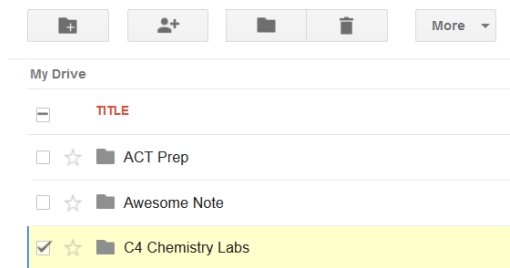 More
My Drive
TITLE
ACT Prep
Awesome Note
C4 Chemistry Labs